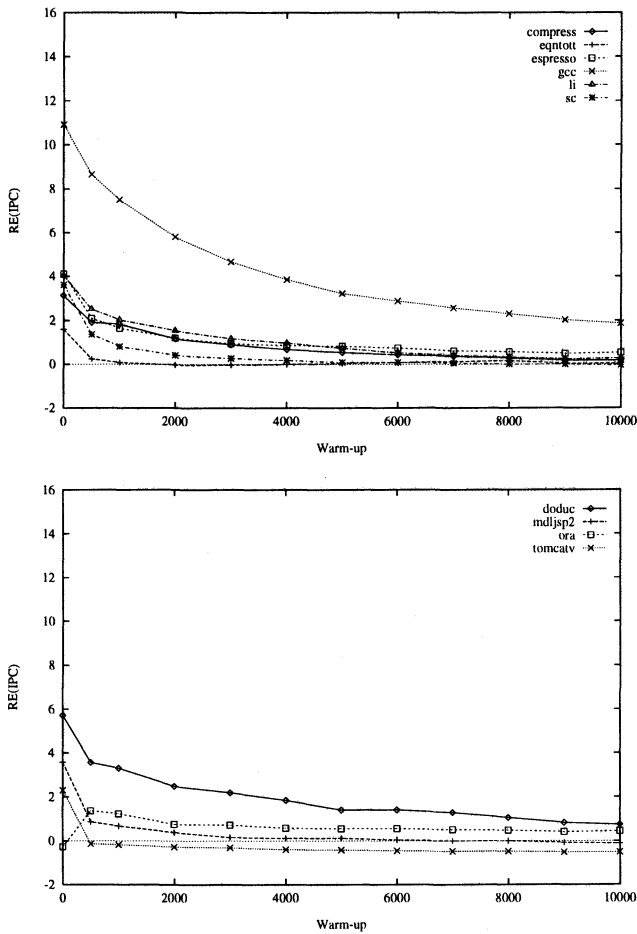 16
14
12
10
8
6
4
2
0
-2
RE(IPC)
compress
eqntott
espresso
gcc
li
sc
0 2000 4000 6000 8000 10000
Warm-up
16
14
12
10
8
6
4
2
0
-2
RE(IPC)
doduc
mdljsp2
ora
tomcatv
0 2000 4000 6000 8000 10000
Warm-up